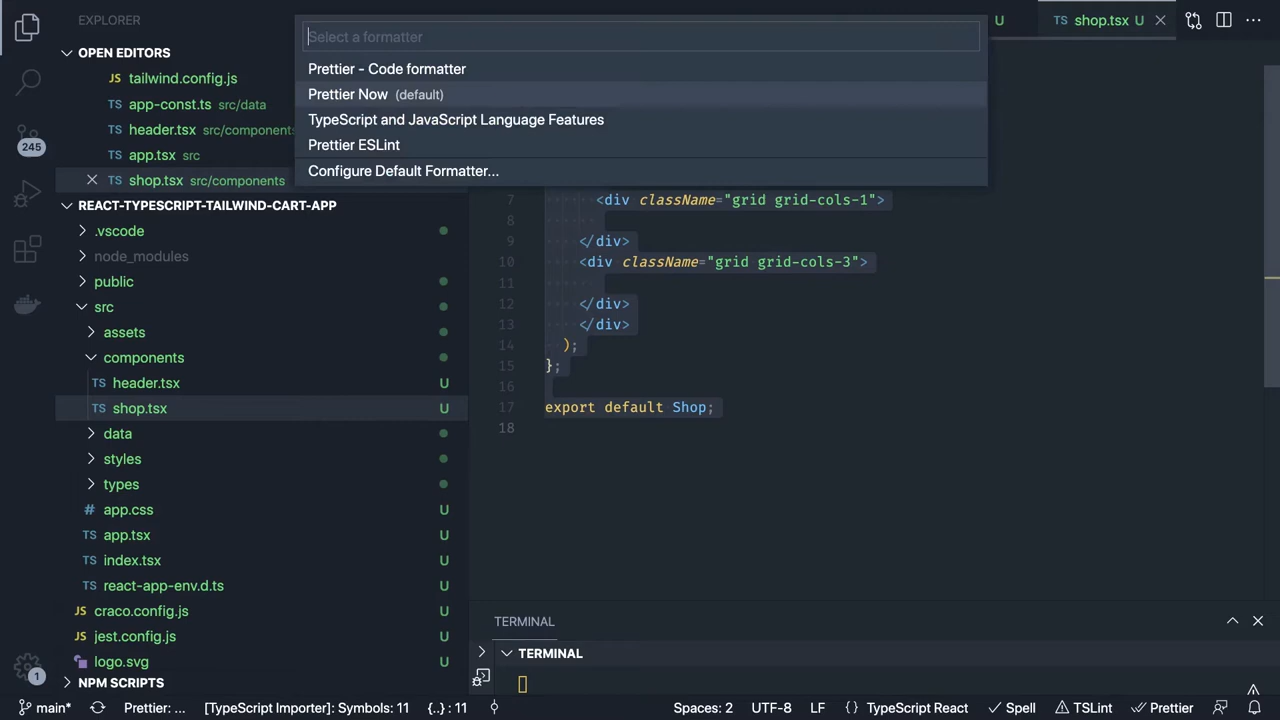 EXPLORER
OPEN EDITORS
JS tailwind.config.js
TS app-const.ts src/data
TS header.tsx src/components
TS app.tsx src
TS shop.tsx src/components
REACT-TYPESCRIPT-TAILWIND-CART-APP
.vscode
node_modules
public
src
assets
components
TS header.tsx U
TS shop.tsx U
data
styles
types
app.css U
TS app.tsx U
TS index.tsx U
TS react-app-env.d.ts U
JS craco.config.js U
JS jest.config.js U
logo.svg U
NPM SCRIPTS
245
1
Select a formatter
Prettier - Code formatter
Prettier Now (default)
TypeScript and JavaScript Language Features
Prettier ESLint
Configure Default Formatter...
U
TS shop.tsx U
7 <div className="grid grid-cols-1">
8
9 </div>
10 <div className="grid grid-cols-3">
11
12 </div>
13 </div>
14 );
15 };
16
17 export default Shop;
18
TERMINAL
TERMINAL
main* Prettier: ... [TypeScript Importer]: Symbols: 11 {..} : 11 Spaces: 2 UTF-8 LF TypeScript React Spell TSLint Prettier